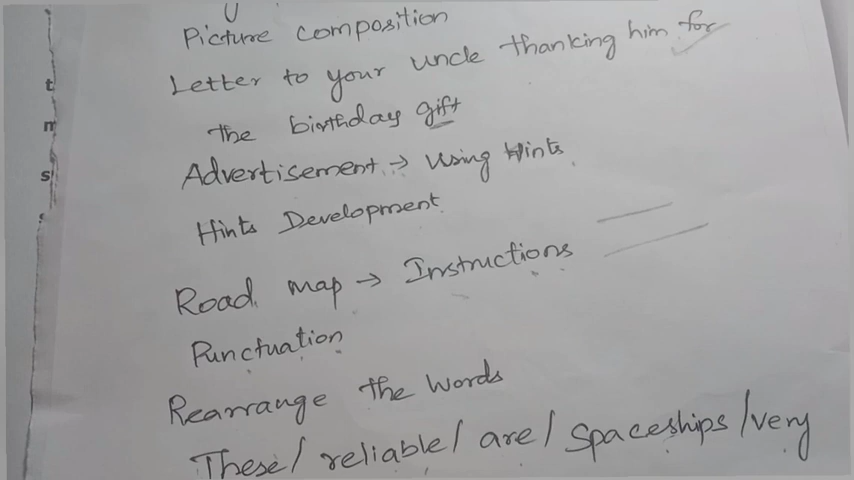 Picture composition
Letter to your uncle thanking him for
the birthday gift
Advertisement → Using Hints
Hints Development
Road map → Instructions
Punctuation
Rearrange the words
These/ reliable/ are/ Spaceships /very
t
m
s